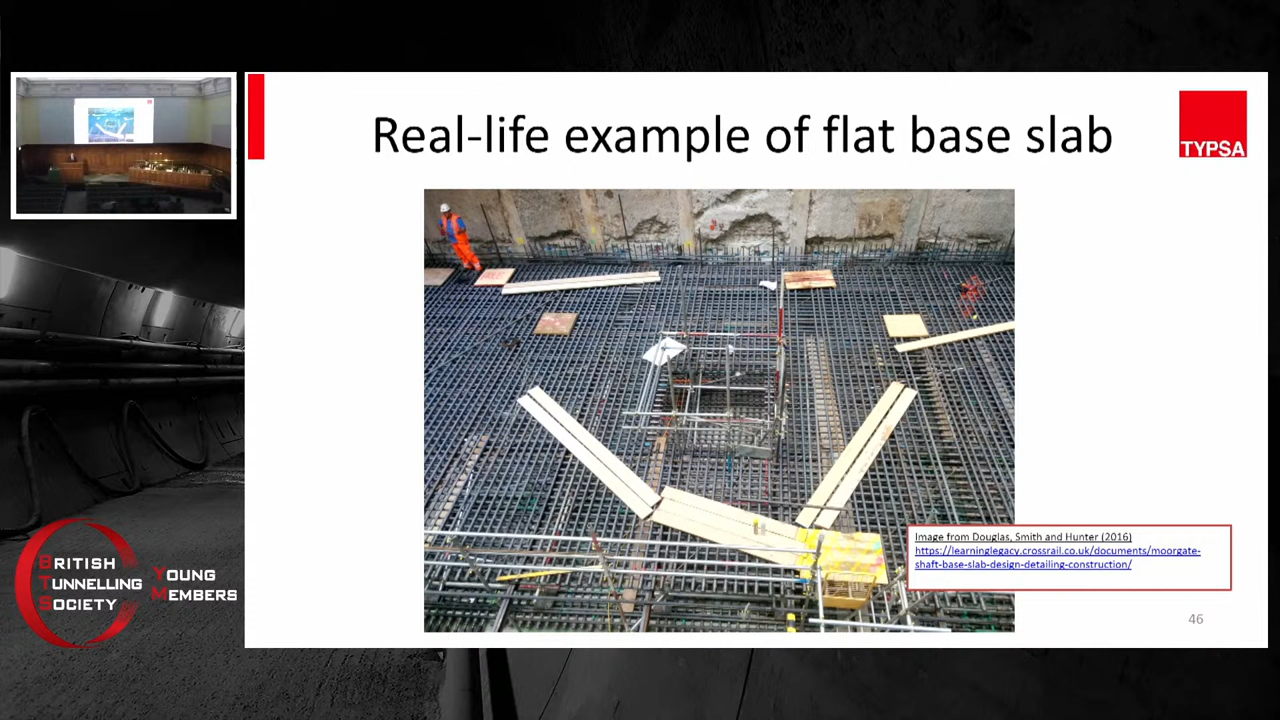 Real-life example of flat base slab
TYPSA
Image from Douglas, Smith and Hunter (2016)
https://learninglegacy.crossrail.co.uk/documents/moorgate-
shaft-base-slab-design-detailing-construction/
46
BRITISH
TUNNELLING
SOCIETY
YOUNG
MEMBERS